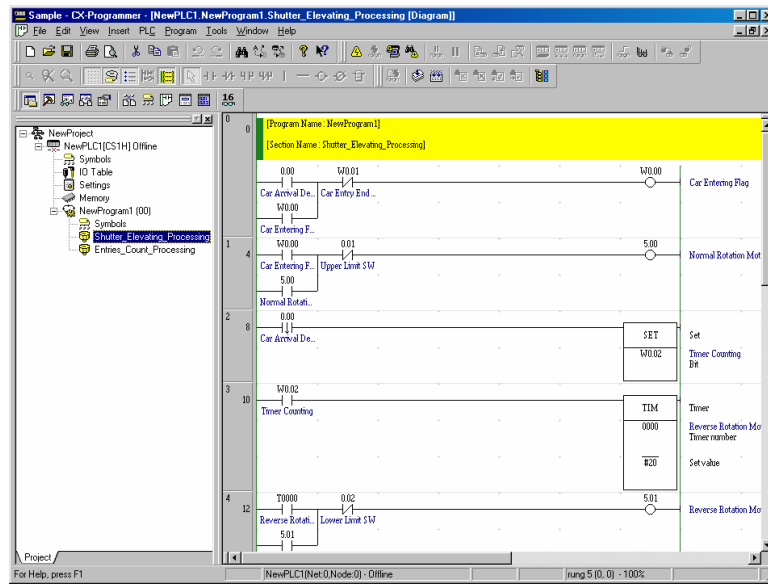 Sample - CX-Programmer - [NewPLC1.NewProgram1.Shutter_Elevating_Processing [Diagram]]
File Edit View Insert PLC Program Tools Window Help
16
NewProject
NewPLC1[CS1H] Offline
Symbols
IO Table
Settings
Memory
NewProgram1 (00)
Symbols
Shutter_Elevating_Processing
Entries_Count_Processing
Project
0
0
[Program Name : NewProgram1]
[Section Name : Shutter_Elevating_Processing]
0.00 W0.01 W0.00
Car Arrival De... Car Entry End ... Car Entering Flag
W0.00
Car Entering F...
1
4
W0.00 0.01 5.00
Car Entering F... Upper Limit SW Normal Rotation Mot
5.00
Normal Rotati...
2
8
0.00
Car Arrival De...
SET Set
W0.02 Timer Counting
Bit
3
10
W0.02
Timer Counting
TIM Timer
0000 Reverse Rotation Mo
Timer number
#20 Set value
4
12
T0000 0.02 5.01
Reverse Rotati... Lower Limit SW Reverse Rotation Mo
5.01
For Help, press F1 NewPLC1(Net:0,Node:0) - Offline rung 5 (0, 0) - 100%